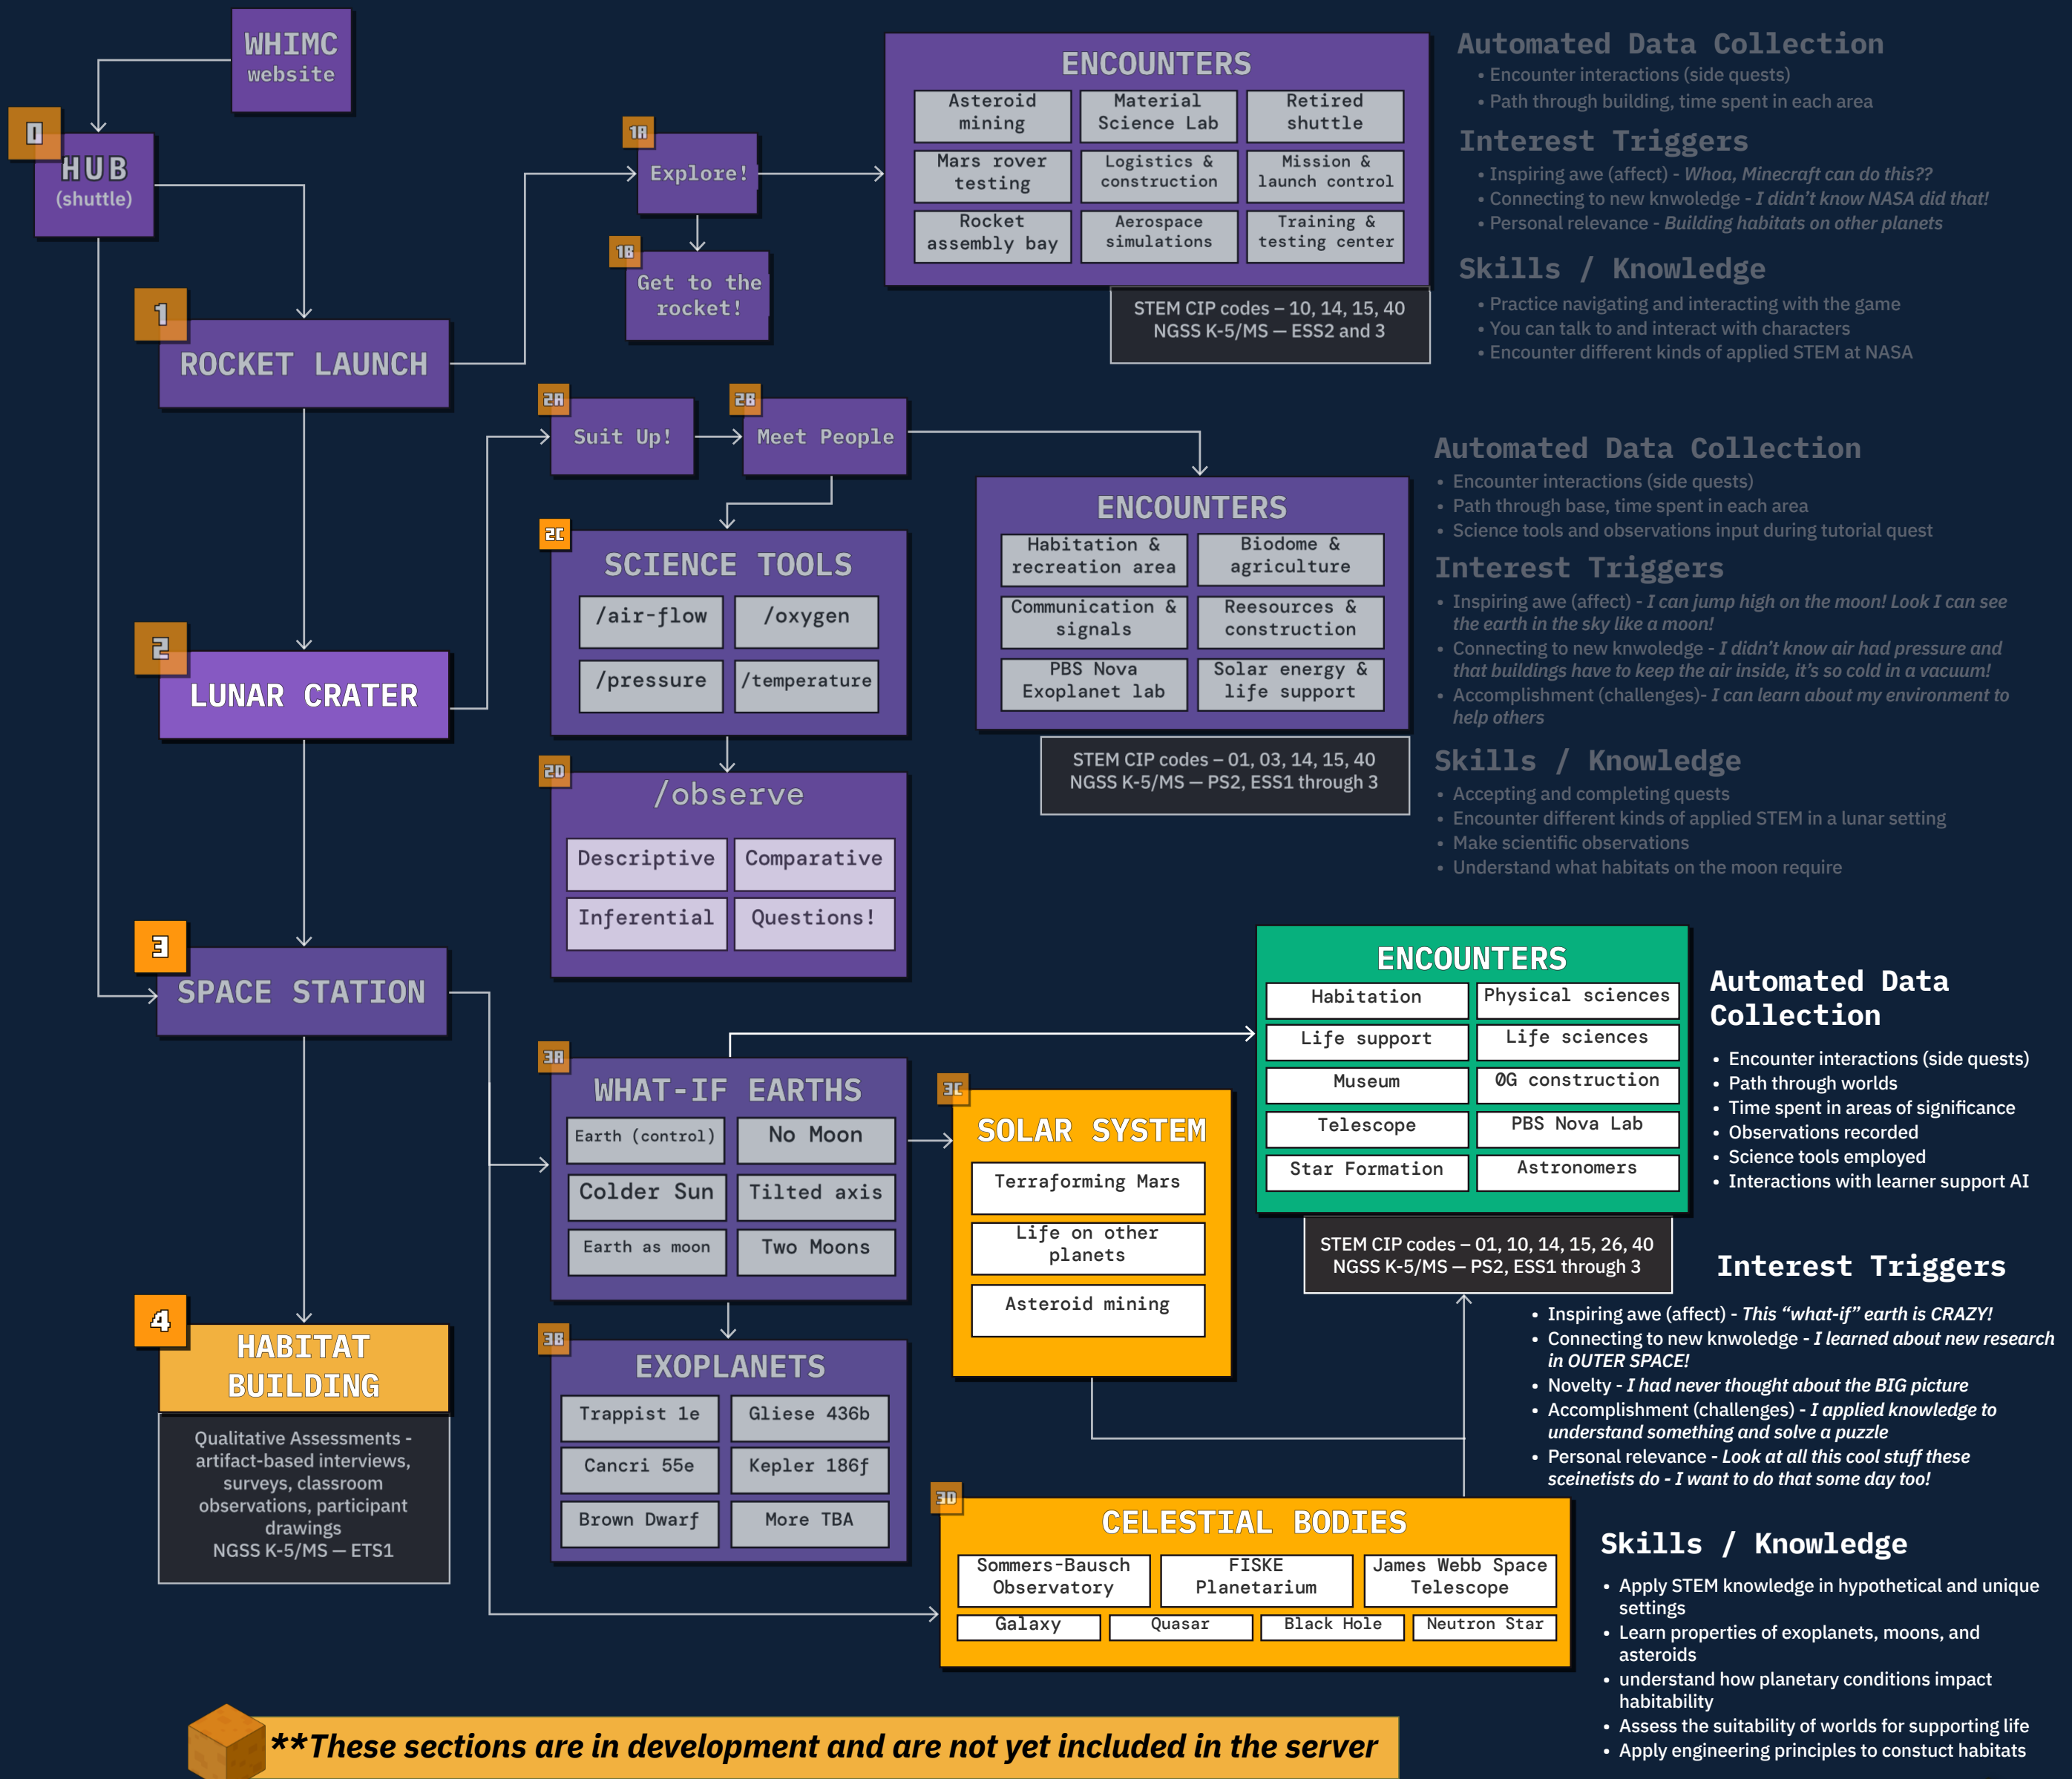 WHIMC
website
0
HUB
(shuttle)
1
ROCKET LAUNCH
1A
Explore!
1B
Get to the
rocket!
ENCOUNTERS
Asteroid
mining
Material
Science Lab
Retired
shuttle
Mars rover
testing
Logistics &
construction
Mission &
launch control
Rocket
assembly bay
Aerospace
simulations
Training &
testing center
STEM CIP codes – 10, 14, 15, 40
NGSS K-5/MS — ESS2 and 3
Automated Data Collection
• Encounter interactions (side quests)
• Path through building, time spent in each area
Interest Triggers
• Inspiring awe (affect) - Whoa, Minecraft can do this??
• Connecting to new knwoledge - I didn't know NASA did that!
• Personal relevance - Building habitats on other planets
Skills / Knowledge
• Practice navigating and interacting with the game
• You can talk to and interact with characters
• Encounter different kinds of applied STEM at NASA
2
LUNAR CRATER
2A
Suit Up!
2B
Meet People
2C
SCIENCE TOOLS
/air-flow
/oxygen
/pressure
/temperature
2D
/observe
Descriptive
Comparative
Inferential
Questions!
ENCOUNTERS
Habitation &
recreation area
Biodome &
agriculture
Communication &
signals
Reesources &
construction
PBS Nova
Exoplanet lab
Solar energy &
life support
STEM CIP codes – 01, 03, 14, 15, 40
NGSS K-5/MS — PS2, ESS1 through 3
Automated Data Collection
• Encounter interactions (side quests)
• Path through base, time spent in each area
• Science tools and observations input during tutorial quest
Interest Triggers
• Inspiring awe (affect) - I can jump high on the moon! Look I can see
the earth in the sky like a moon!
• Connecting to new knwoledge - I didn't know air had pressure and
that buildings have to keep the air inside, it's so cold in a vacuum!
• Accomplishment (challenges)- I can learn about my environment to
help others
Skills / Knowledge
• Accepting and completing quests
• Encounter different kinds of applied STEM in a lunar setting
• Make scientific observations
• Understand what habitats on the moon require
3
SPACE STATION
3A
WHAT-IF EARTHS
Earth (control)
No Moon
Colder Sun
Tilted axis
Earth as moon
Two Moons
3B
EXOPLANETS
Trappist 1e
Gliese 436b
Cancri 55e
Kepler 186f
Brown Dwarf
More TBA
3C
SOLAR SYSTEM
Terraforming Mars
Life on other
planets
Asteroid mining
3D
CELESTIAL BODIES
Sommers-Bausch
Observatory
FISKE
Planetarium
James Webb Space
Telescope
Galaxy
Quasar
Black Hole
Neutron Star
ENCOUNTERS
Habitation
Physical sciences
Life support
Life sciences
Museum
0G construction
Telescope
PBS Nova Lab
Star Formation
Astronomers
STEM CIP codes – 01, 10, 14, 15, 26, 40
NGSS K-5/MS — PS2, ESS1 through 3
Automated Data
Collection
• Encounter interactions (side quests)
• Path through worlds
• Time spent in areas of significance
• Observations recorded
• Science tools employed
• Interactions with learner support AI
Interest Triggers
• Inspiring awe (affect) - This “what-if” earth is CRAZY!
• Connecting to new knwoledge - I learned about new research
in OUTER SPACE!
• Novelty - I had never thought about the BIG picture
• Accomplishment (challenges) - I applied knowledge to
understand something and solve a puzzle
• Personal relevance - Look at all this cool stuff these
sceinetists do - I want to do that some day too!
Skills / Knowledge
• Apply STEM knowledge in hypothetical and unique
settings
• Learn properties of exoplanets, moons, and
asteroids
• understand how planetary conditions impact
habitability
• Assess the suitability of worlds for supporting life
• Apply engineering principles to constuct habitats
4
HABITAT
BUILDING
Qualitative Assessments -
artifact-based interviews,
surveys, classroom
observations, participant
drawings
NGSS K-5/MS — ETS1
**These sections are in development and are not yet included in the server